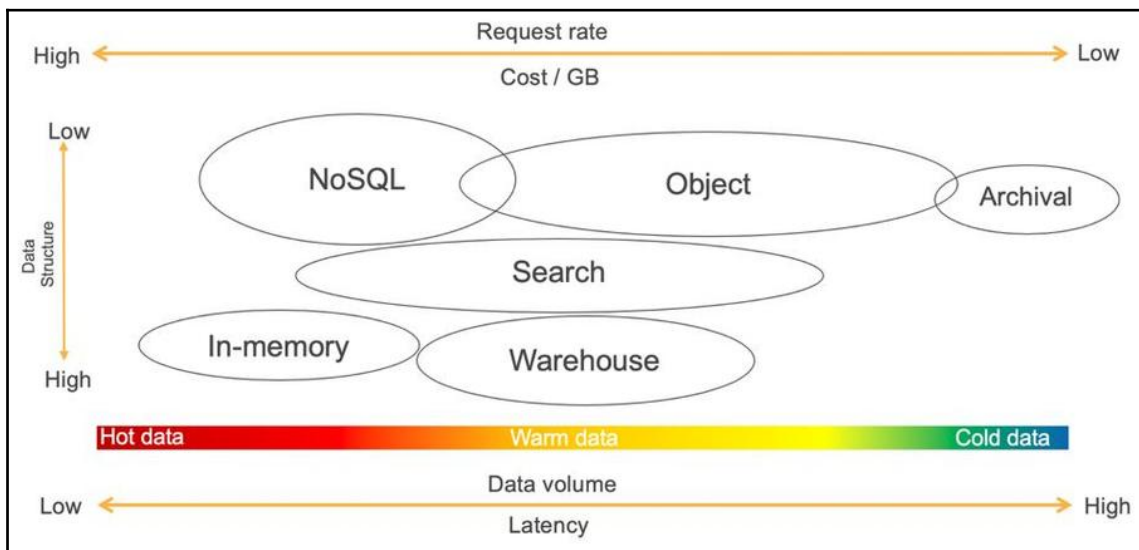 Request rate
High
Low
Cost / GB
Low
NoSQL
Object
Archival
Data
Structure
Search
In-memory
Warehouse
High
Hot data
Warm data
Cold data
Data volume
Low
High
Latency